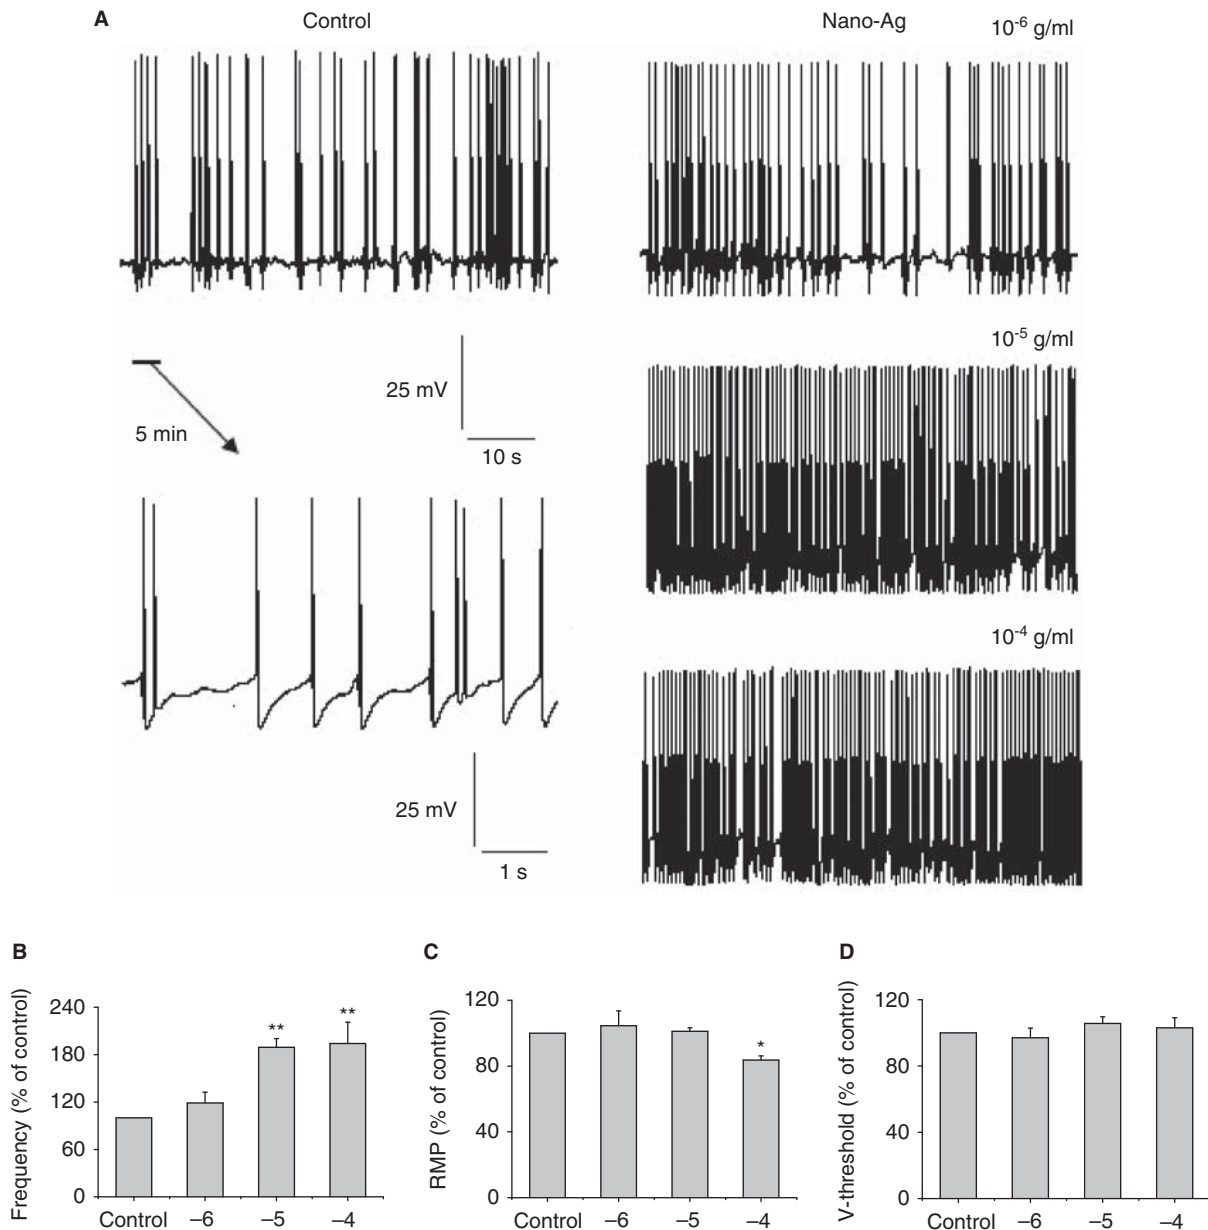 A
Control
Nano-Ag
10⁻⁶ g/ml
10⁻⁵ g/ml
25 mV
10 s
5 min
10⁻⁴ g/ml
25 mV
1 s
B
Frequency (% of control)
240
180
120
60
0
**
**
Control –6 –5 –4
C
RMP (% of control)
120
80
40
0
*
Control –6 –5 –4
D
V-threshold (% of control)
120
80
40
0
Control –6 –5 –4